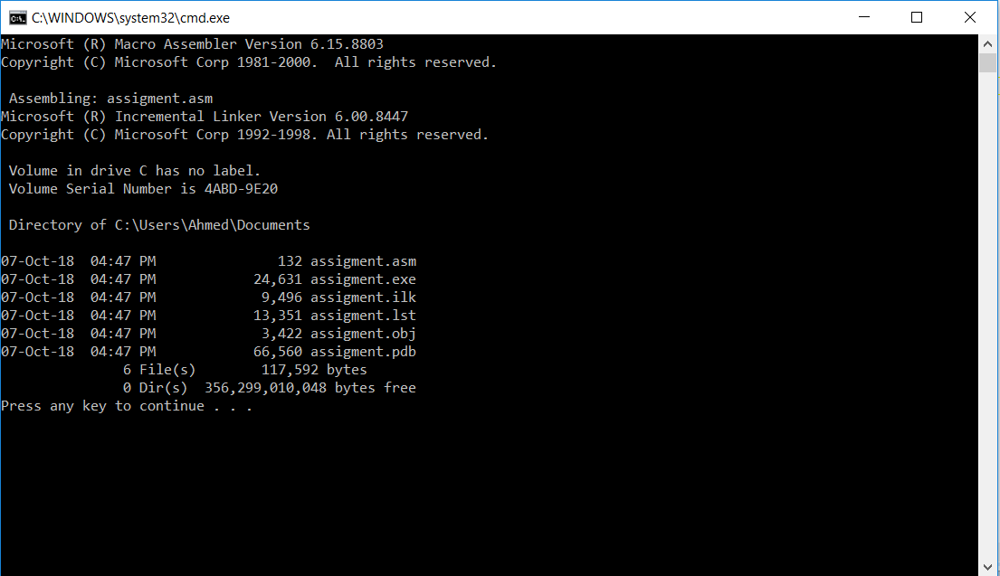 C:\WINDOWS\system32\cmd.exe
Microsoft (R) Macro Assembler Version 6.15.8803
Copyright (C) Microsoft Corp 1981-2000.  All rights reserved.
Assembling: assigment.asm
Microsoft (R) Incremental Linker Version 6.00.8447
Copyright (C) Microsoft Corp 1992-1998. All rights reserved.
Volume in drive C has no label.
Volume Serial Number is 4ABD-9E20
Directory of C:\Users\Ahmed\Documents
07-Oct-18  04:47 PM               132 assigment.asm
07-Oct-18  04:47 PM            24,631 assigment.exe
07-Oct-18  04:47 PM             9,496 assigment.ilk
07-Oct-18  04:47 PM            13,351 assigment.lst
07-Oct-18  04:47 PM             3,422 assigment.obj
07-Oct-18  04:47 PM            66,560 assigment.pdb
6 File(s)        117,592 bytes
0 Dir(s)  356,299,010,048 bytes free
Press any key to continue . . .